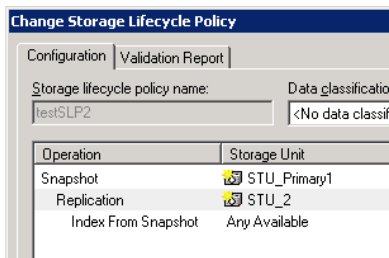 Change Storage Lifecycle Policy
Configuration Validation Report
Storage lifecycle policy name: Data classificatio
testSLP2 <No data classif
Operation Storage Unit
Snapshot STU_Primary1
Replication STU_2
Index From Snapshot Any Available